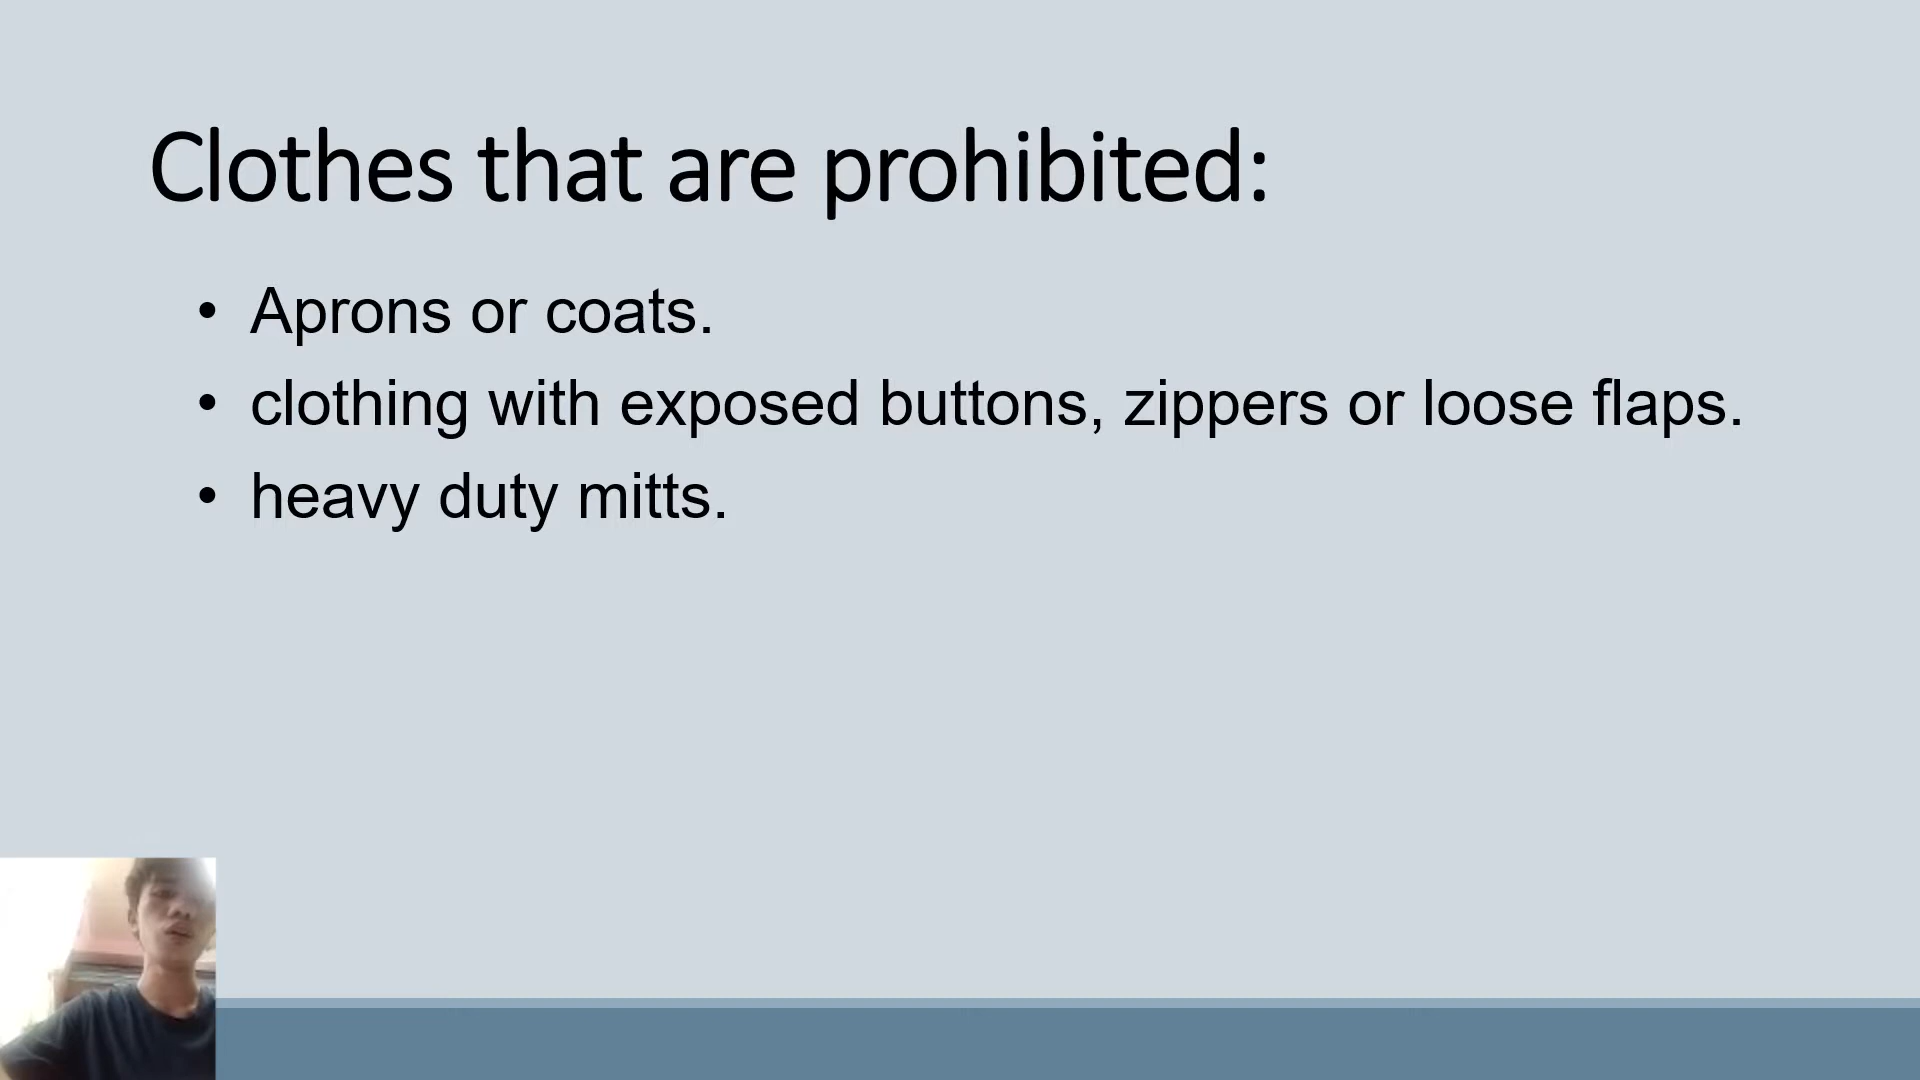 Clothes that are prohibited:
• Aprons or coats.
• clothing with exposed buttons, zippers or loose flaps.
• heavy duty mitts.